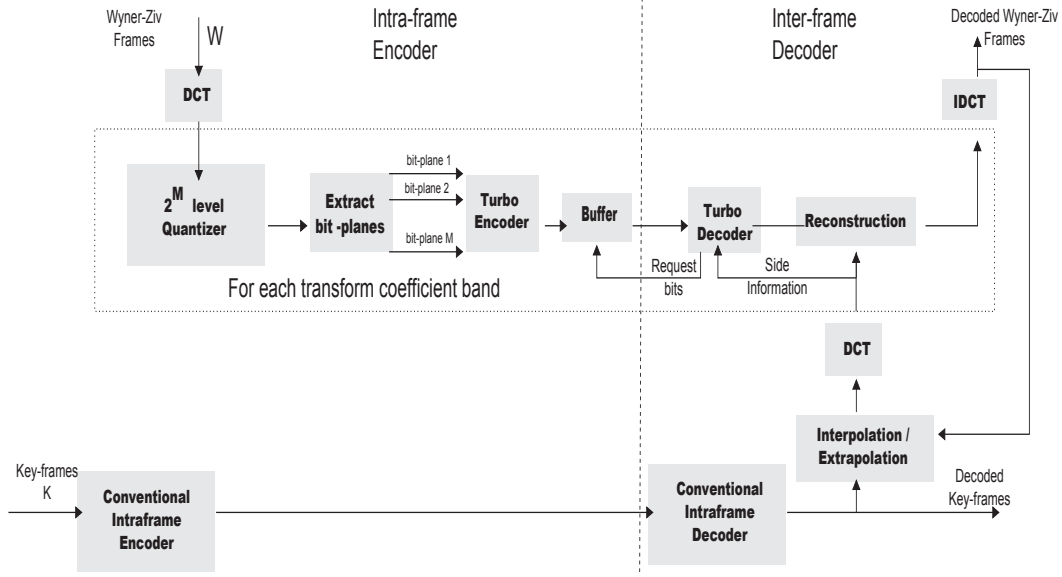 Wyner-Ziv
Frames
W
Intra-frame
Encoder
Inter-frame
Decoder
Decoded Wyner-Ziv
Frames
DCT
IDCT
2^M level
Quantizer
Extract
bit -planes
bit-plane 1
bit-plane 2
bit-plane M
Turbo
Encoder
Buffer
Turbo
Decoder
Reconstruction
Request
bits
Side
Information
For each transform coefficient band
DCT
Interpolation /
Extrapolation
Key-frames
K
Conventional
Intraframe
Encoder
Conventional
Intraframe
Decoder
Decoded
Key-frames